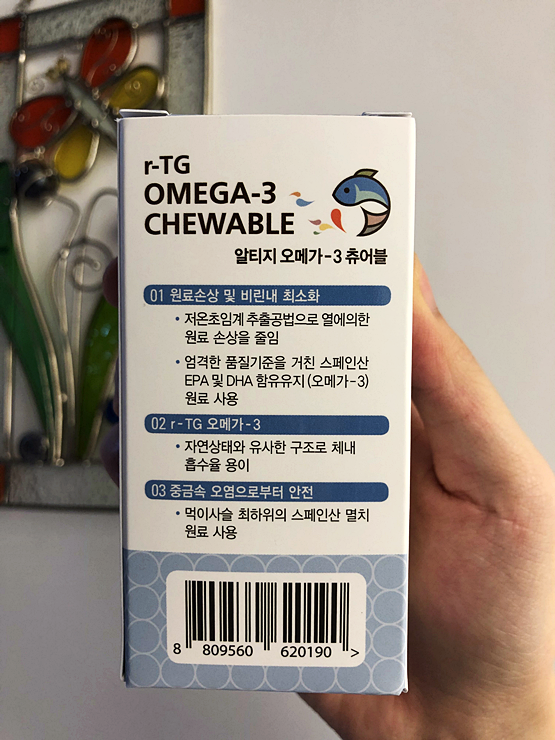 r-TG
OMEGA-3
CHEWABLE
알티지 오메가-3 츄어블
01 원료손상 및 비린내 최소화
• 저온초임계 추출공법으로 열에의한
원료 손상을 줄임
• 엄격한 품질기준을 거친 스페인산
EPA 및 DHA 함유유지(오메가-3)
원료 사용
02 r-TG 오메가-3
• 자연상태와 유사한 구조로 체내
흡수율 용이
03 중금속 오염으로부터 안전
• 먹이사슬 최하위의 스페인산 멸치
원료 사용
8 809560 620190 >